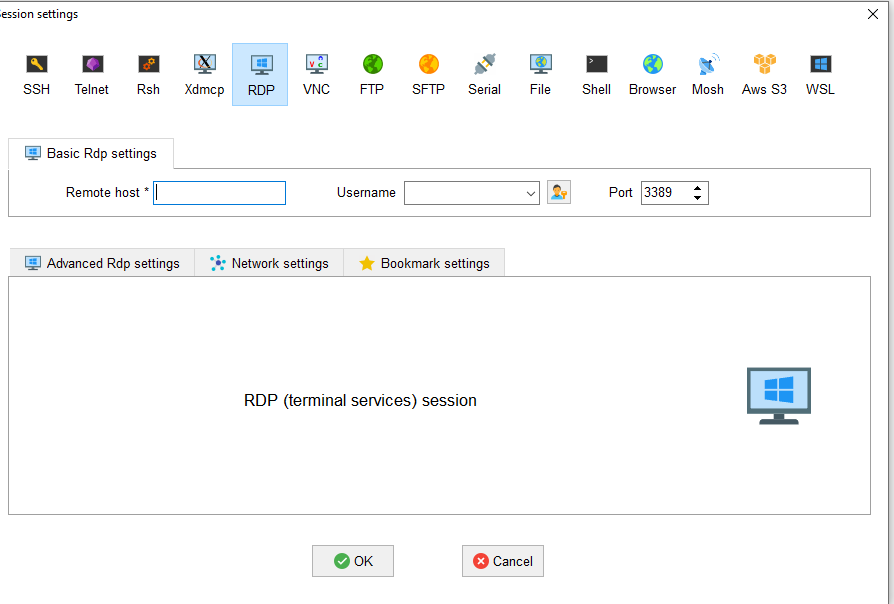 ession settings
SSH Telnet Rsh Xdmcp RDP VNC FTP SFTP Serial File Shell Browser Mosh Aws S3 WSL
Basic Rdp settings
Remote host * Username Port 3389
Advanced Rdp settings Network settings Bookmark settings
RDP (terminal services) session
OK Cancel